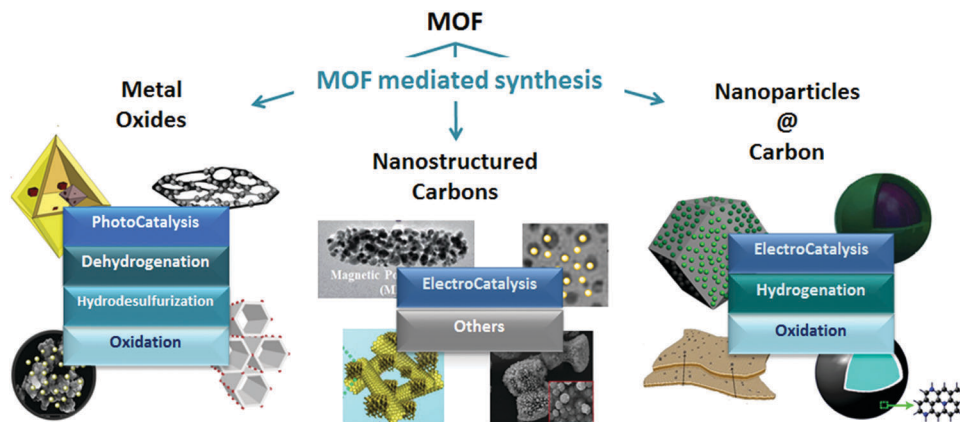 MOF
MOF mediated synthesis
Metal
Oxides
PhotoCatalysis
Dehydrogenation
Hydrodesulfurization
Oxidation
Nanostructured
Carbons
Magnetic Po
(M
ElectroCatalysis
Others
Nanoparticles
@
Carbon
ElectroCatalysis
Hydrogenation
Oxidation